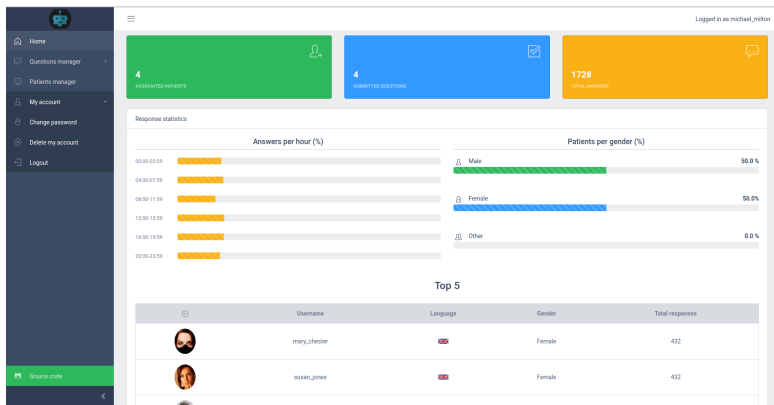 Logged in as michael_milton
Home
Questions manager
Patients manager
My account
Change password
Delete my account
Logout
Source code
4
ASSOCIATED PATIENTS
4
SUBMITTED QUESTIONS
1728
TOTAL ANSWERS
Response statistics
Answers per hour (%)
00:00-03:59
04:00-07:59
08:00-11:59
12:00-15:59
16:00-19:59
20:00-23:59
Patients per gender (%)
Male 50.0 %
Female 50.0%
Other 0.0 %
Top 5
Username Language Gender Total responses
mary_chester Female 432
susan_jones Female 432